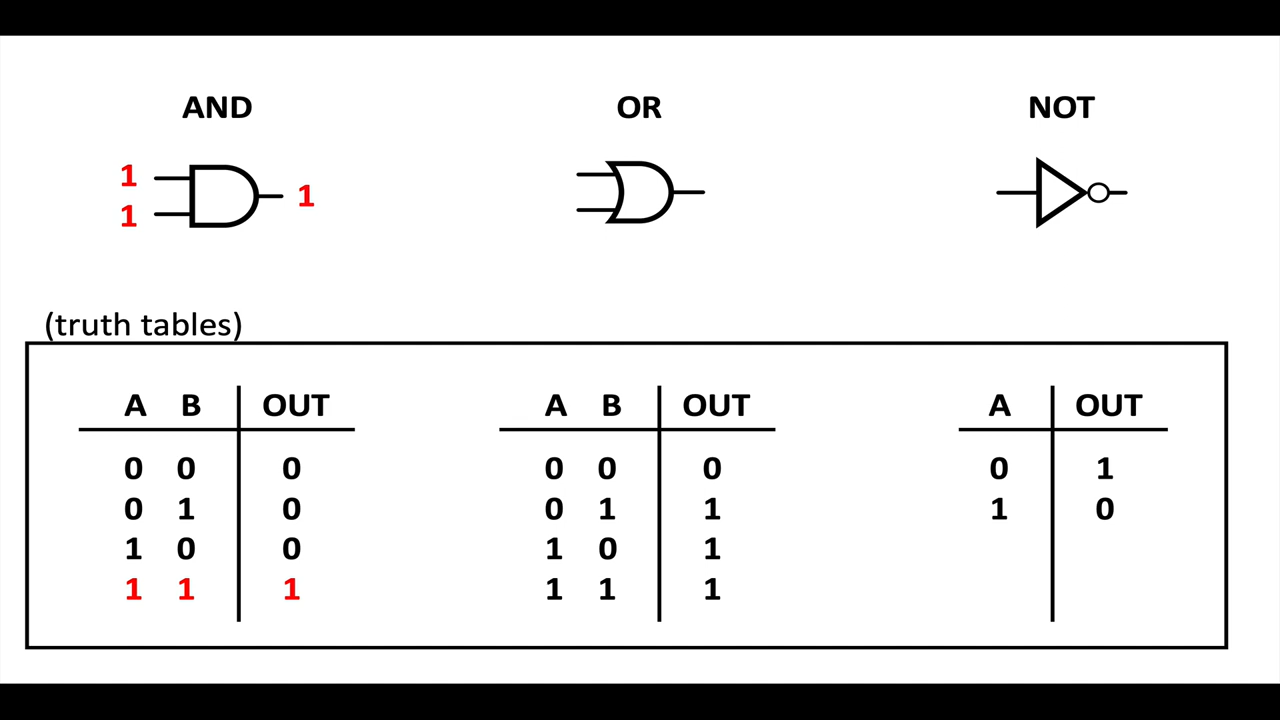 AND OR NOT
1
1
1
(truth tables)
A B OUT A B OUT A OUT
0 0 0 0 0 0 0 1
0 1 0 0 1 1 1 0
1 0 0 1 0 1
1 1 1 1 1 1